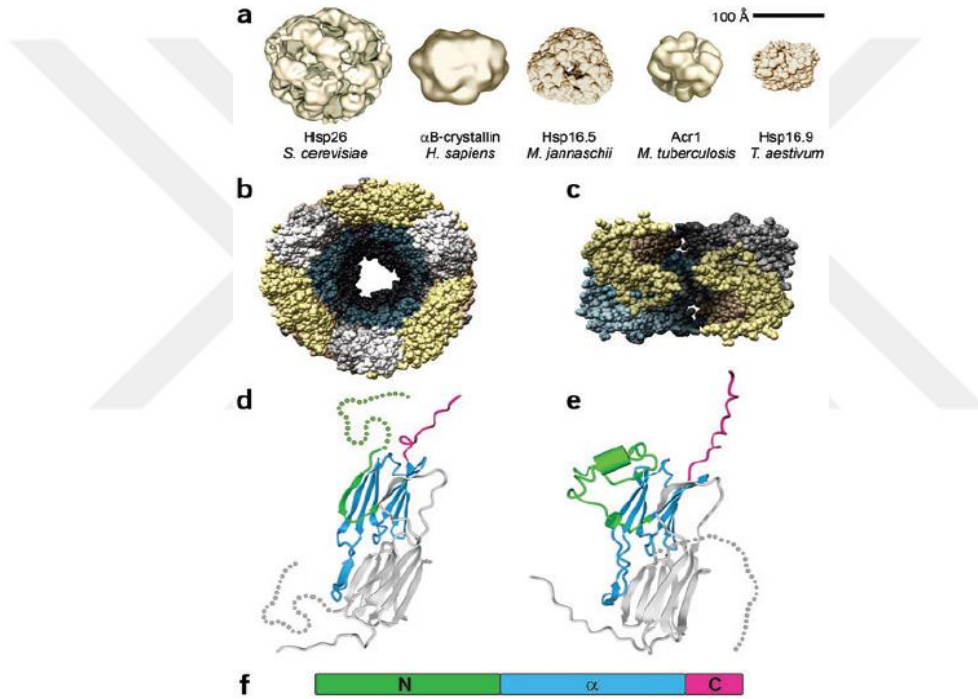 a
100 Å
Hsp26 αB-crystallin Hsp16.5 Acr1 Hsp16.9
S. cerevisiae H. sapiens M. jannaschii M. tuberculosis T. aestivum
b c
d e
f N α C